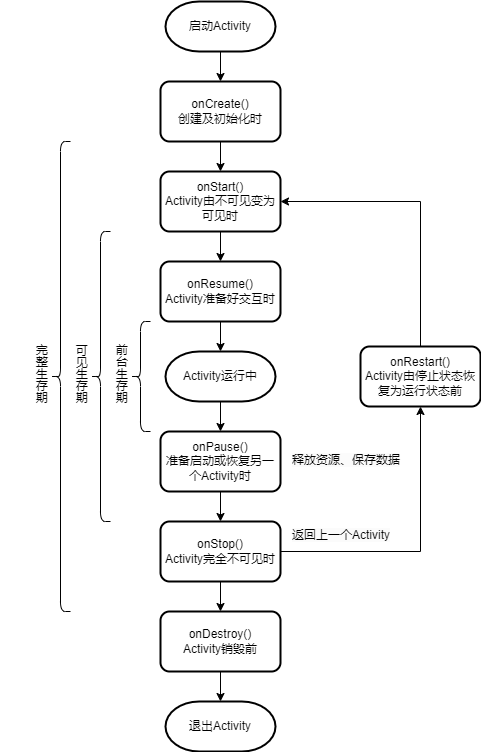 启动Activity
onCreate()
创建及初始化时
onStart()
Activity由不可见变为
可见时
onResume()
Activity准备好交互时
完整生存期
可见生存期
前台生存期
Activity运行中
onRestart()
Activity由停止状态恢
复为运行状态前
onPause()
准备启动或恢复另一
个Activity时
释放资源、保存数据
onStop()
Activity完全不可见时
返回上一个Activity
onDestroy()
Activity销毁前
退出Activity